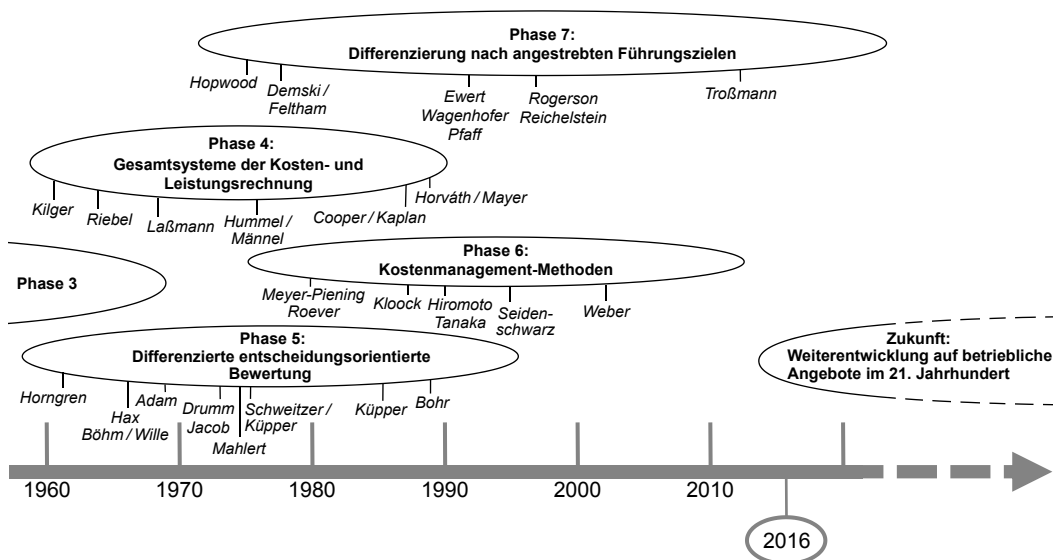 Phase 7:
Differenzierung nach angestrebten Führungszielen
Hopwood
Demski /
Feltham
Ewert
Wagenhofer
Pfaff
Rogerson
Reichelstein
Troßmann
Phase 4:
Gesamtsysteme der Kosten- und
Leistungsrechnung
Kilger
Riebel
Laßmann
Hummel /
Männel
Cooper / Kaplan
Horváth / Mayer
Phase 3
Phase 6:
Kostenmanagement-Methoden
Meyer-Piening
Roever
Kloock
Hiromoto
Tanaka
Seiden-
schwarz
Weber
Phase 5:
Differenzierte entscheidungsorientierte
Bewertung
Horngren
Hax
Böhm / Wille
Adam
Drumm
Jacob
Mahlert
Schweitzer /
Küpper
Küpper
Bohr
Zukunft:
Weiterentwicklung auf betriebliche
Angebote im 21. Jahrhundert
1960
1970
1980
1990
2000
2010
2016